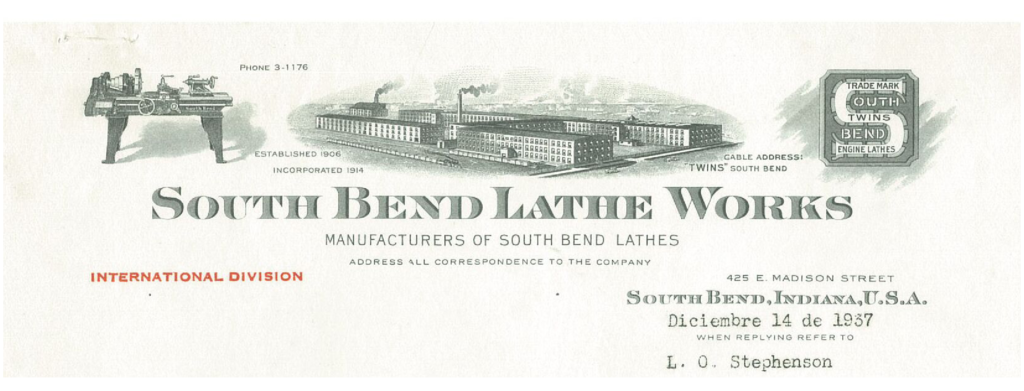 PHONE 3-1176
South Bend
ESTABLISHED 1906
INCORPORATED 1914
CABLE ADDRESS:
"TWINS" SOUTH BEND
TRADE MARK
SOUTH
TWINS
BEND
ENGINE LATHES
SOUTH BEND LATHE WORKS
MANUFACTURERS OF SOUTH BEND LATHES
ADDRESS ALL CORRESPONDENCE TO THE COMPANY
INTERNATIONAL DIVISION
425 E. MADISON STREET
SOUTH BEND, INDIANA, U.S.A.
Diciembre 14 de 1937
WHEN REPLYING REFER TO
L. O. Stephenson